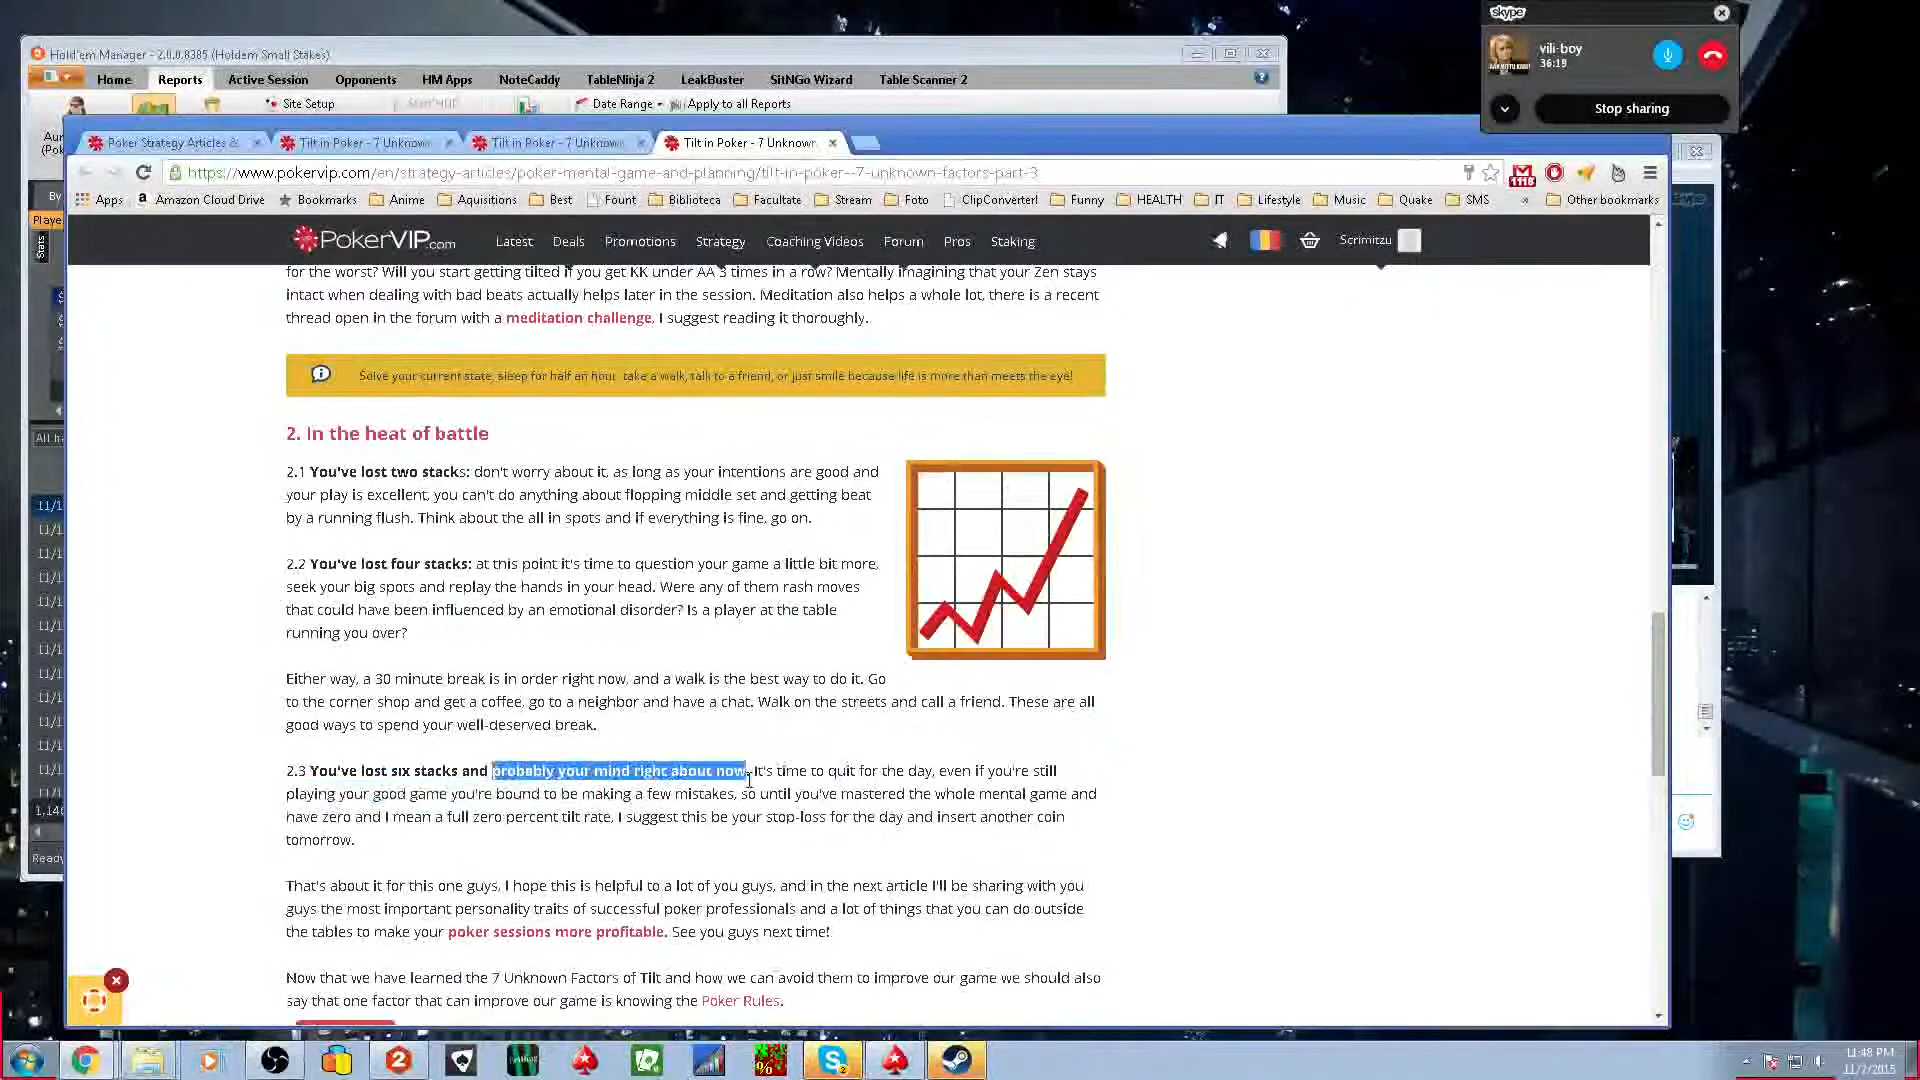 skype
vili-boy
36:19
Stop sharing
Hold'em Manager - 2.0.0.8385 (Holdem Small Stakes)
Home Reports Active Session Opponents HM Apps NoteCaddy TableNinja 2 LeakBuster SitNGo Wizard Table Scanner 2
Site Setup Date Range Apply to all Reports
Poker Strategy Articles & Tilt in Poker - 7 Unknown Tilt in Poker - 7 Unknown Tilt in Poker - 7 Unknown
https://www.pokervip.com/en/strategy-articles/poker-mental-game-and-planning/tilt-in-poker--7-unknown-factors-part-3
Apps Amazon Cloud Drive Bookmarks Anime Aquisitions Best Fount Biblioteca Facultate Stream Foto ClipConverter! Funny HEALTH IT Lifestyle Music Quake SMS » Other bookmarks
By
Playe
Stats
PokerVIP.com Latest Deals Promotions Strategy Coaching Videos Forum Pros Staking Scrimitzu
for the worst? Will you start getting tilted if you get KK under AA 3 times in a row? Mentally imagining that your Zen stays
intact when dealing with bad beats actually helps later in the session. Meditation also helps a whole lot, there is a recent
thread open in the forum with a meditation challenge, I suggest reading it thoroughly.
Solve your current state, sleep for half an hour, take a walk, talk to a friend, or just smile because life is more than meets the eye!
2. In the heat of battle
2.1 You've lost two stacks: don't worry about it, as long as your intentions are good and
your play is excellent, you can't do anything about flopping middle set and getting beat
by a running flush. Think about the all in spots and if everything is fine, go on.
2.2 You've lost four stacks: at this point it's time to question your game a little bit more,
seek your big spots and replay the hands in your head. Were any of them rash moves
that could have been influenced by an emotional disorder? Is a player at the table
running you over?
Either way, a 30 minute break is in order right now, and a walk is the best way to do it. Go
to the corner shop and get a coffee, go to a neighbor and have a chat. Walk on the streets and call a friend. These are all
good ways to spend your well-deserved break.
2.3 You've lost six stacks and probably your mind right about now. It's time to quit for the day, even if you're still
playing your good game you're bound to be making a few mistakes, so until you've mastered the whole mental game and
have zero and I mean a full zero percent tilt rate, I suggest this be your stop-loss for the day and insert another coin
tomorrow.
That's about it for this one guys, I hope this is helpful to a lot of you guys, and in the next article I'll be sharing with you
guys the most important personality traits of successful poker professionals and a lot of things that you can do outside
the tables to make your poker sessions more profitable. See you guys next time!
Now that we have learned the 7 Unknown Factors of Tilt and how we can avoid them to improve our game we should also
say that one factor that can improve our game is knowing the Poker Rules.
11:48 PM
11/7/2015